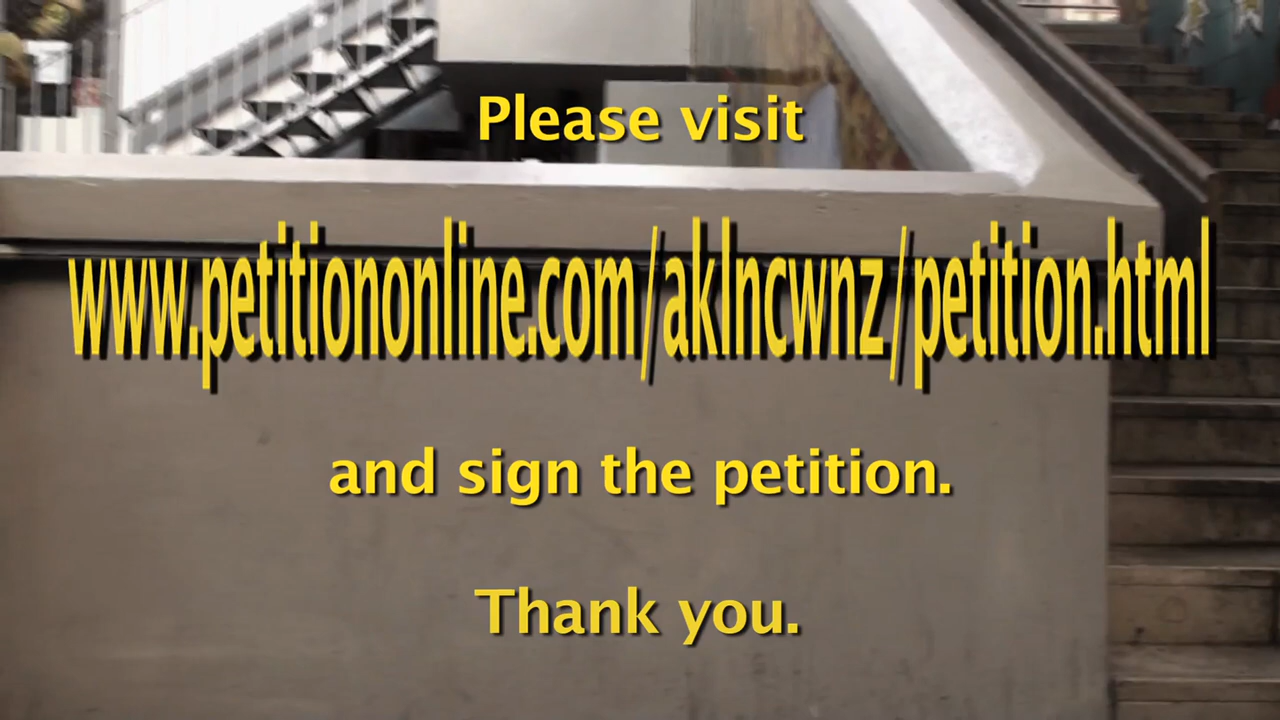 Please visit
www.petitiononline.com/aklncwnz/petition.html
and sign the petition.
Thank you.